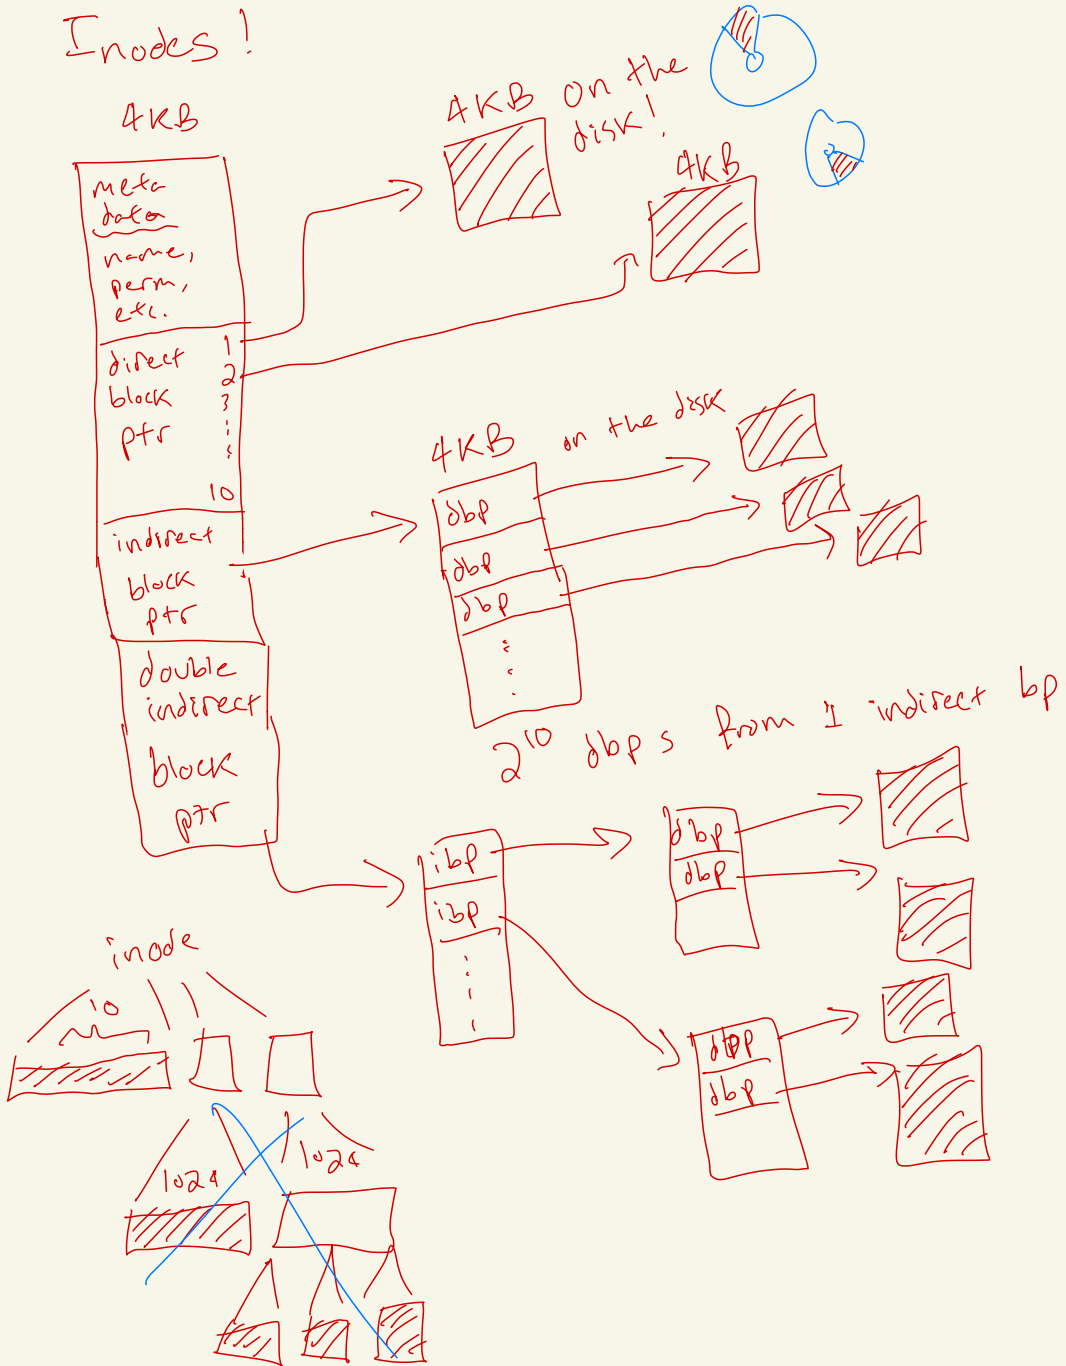 Inodes!
4KB
meta
data
name,
perm,
etc.
direct 1
block 2
ptr 3
10
indirect
block
ptr
double
indirect
block
ptr
4KB on the
disk!
4KB
4KB on the disk
dbp
dbp
dbp
2^10 dbps from 1 indirect bp
ibp
ibp
dbp
dbp
dbp
dbp
inode
10
1024
1024